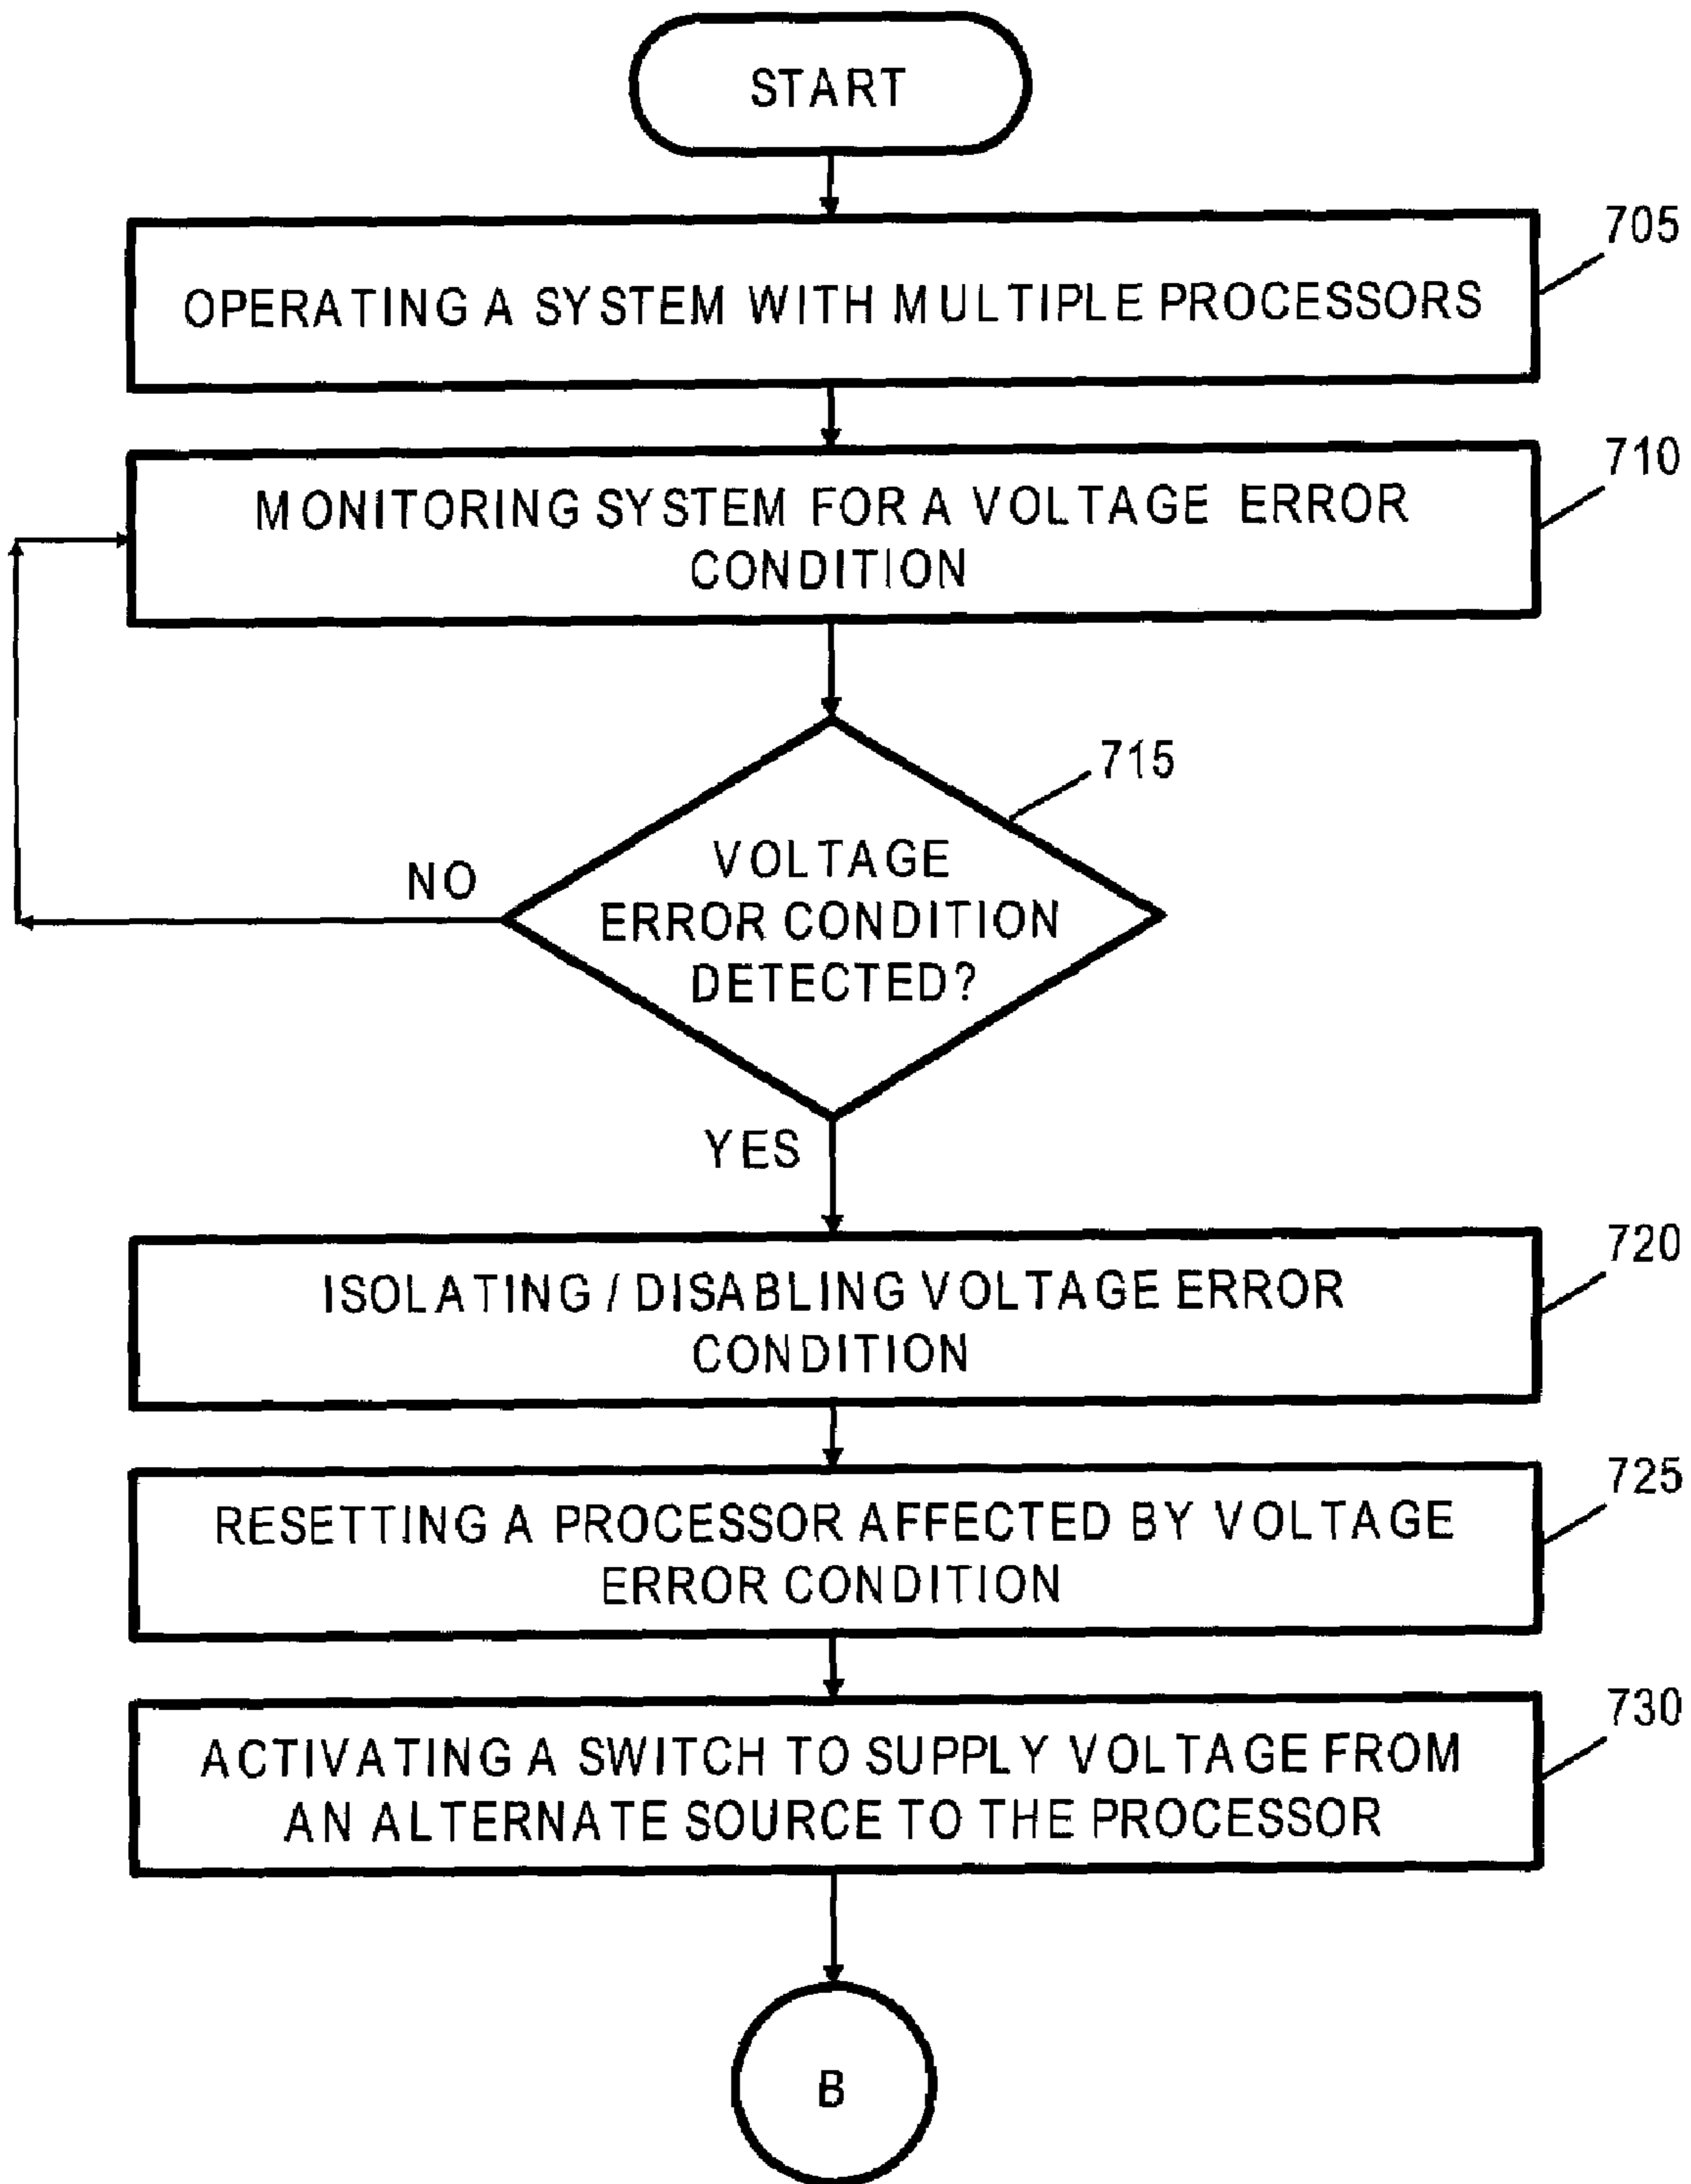 START
705
OPERATING A SYSTEM WITH MULTIPLE PROCESSORS
710
MONITORING SYSTEM FOR A VOLTAGE ERROR
CONDITION
715
VOLTAGE
ERROR CONDITION
DETECTED?
NO
YES
720
ISOLATING / DISABLING VOLTAGE ERROR
CONDITION
725
RESETTING A PROCESSOR AFFECTED BY VOLTAGE
ERROR CONDITION
730
ACTIVATING A SWITCH TO SUPPLY VOLTAGE FROM
AN ALTERNATE SOURCE TO THE PROCESSOR
B